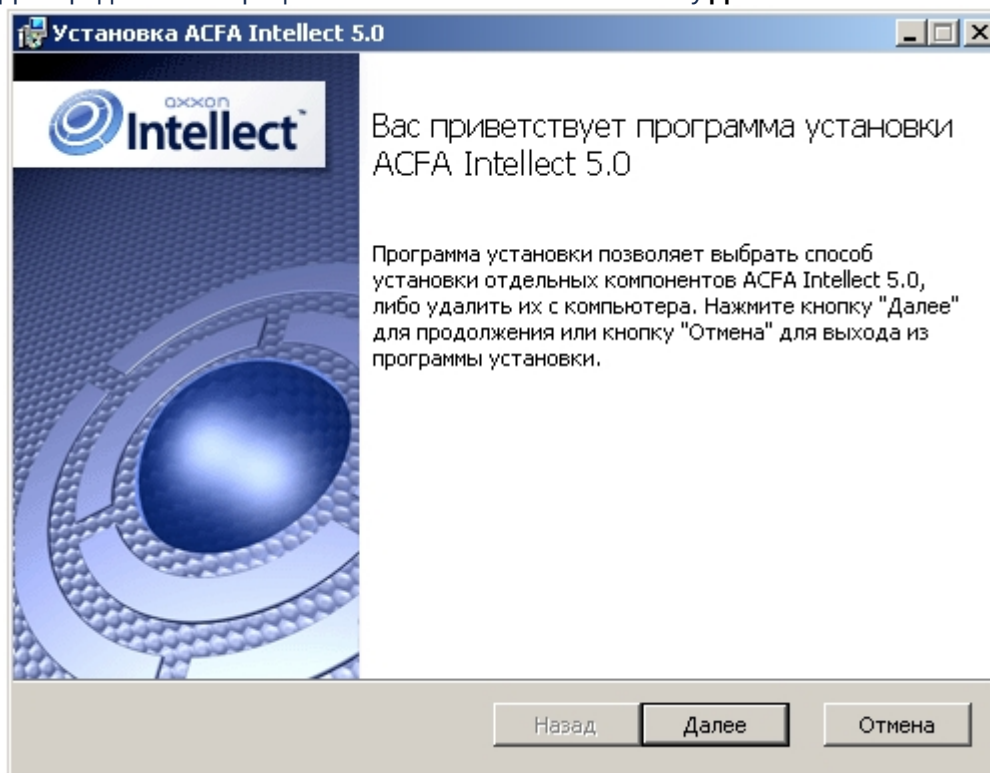 Установка ACFA Intellect 5.0
axxon
Intellect
Вас приветствует программа установки
ACFA Intellect 5.0
Программа установки позволяет выбрать способ
установки отдельных компонентов ACFA Intellect 5.0,
либо удалить их с компьютера. Нажмите кнопку "Далее"
для продолжения или кнопку "Отмена" для выхода из
программы установки.
Назад
Далее
Отмена